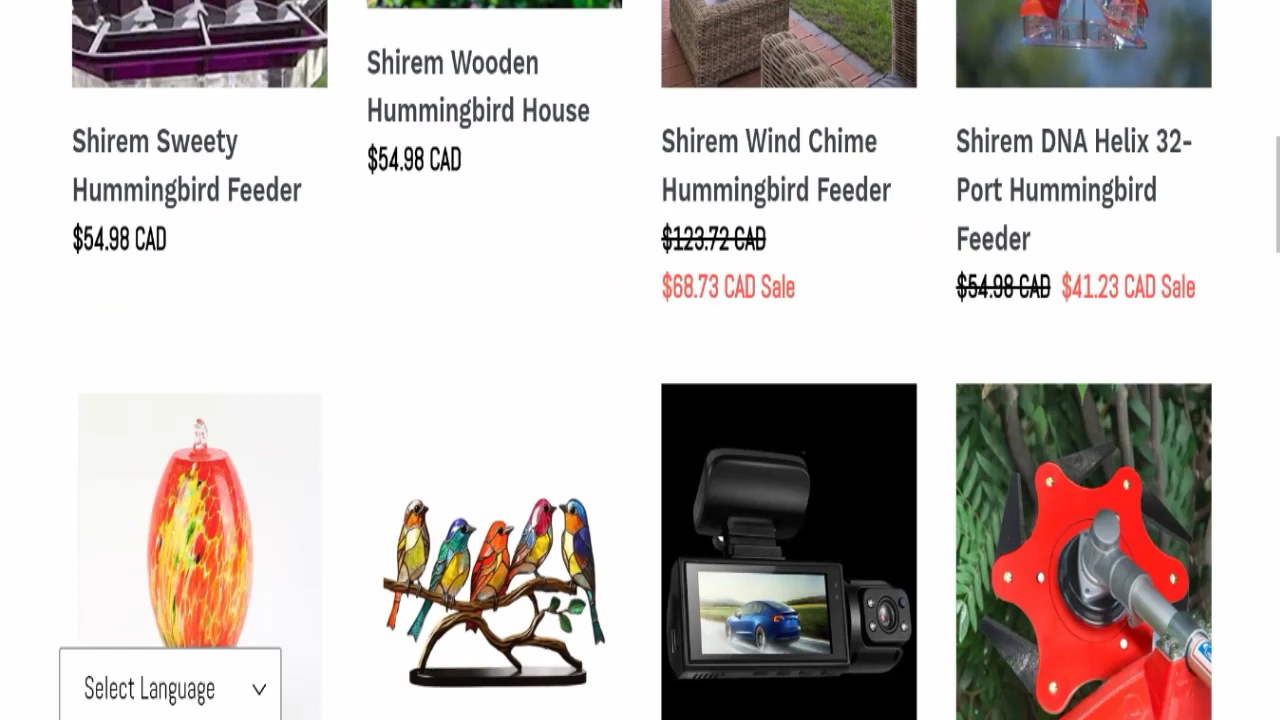 Shirem Wooden
Hummingbird House
$54.98 CAD
Shirem Sweety
Hummingbird Feeder
$54.98 CAD
Shirem Wind Chime
Hummingbird Feeder
$123.72 CAD
$68.73 CAD Sale
Shirem DNA Helix 32-
Port Hummingbird
Feeder
$54.98 CAD $41.23 CAD Sale
Select Language